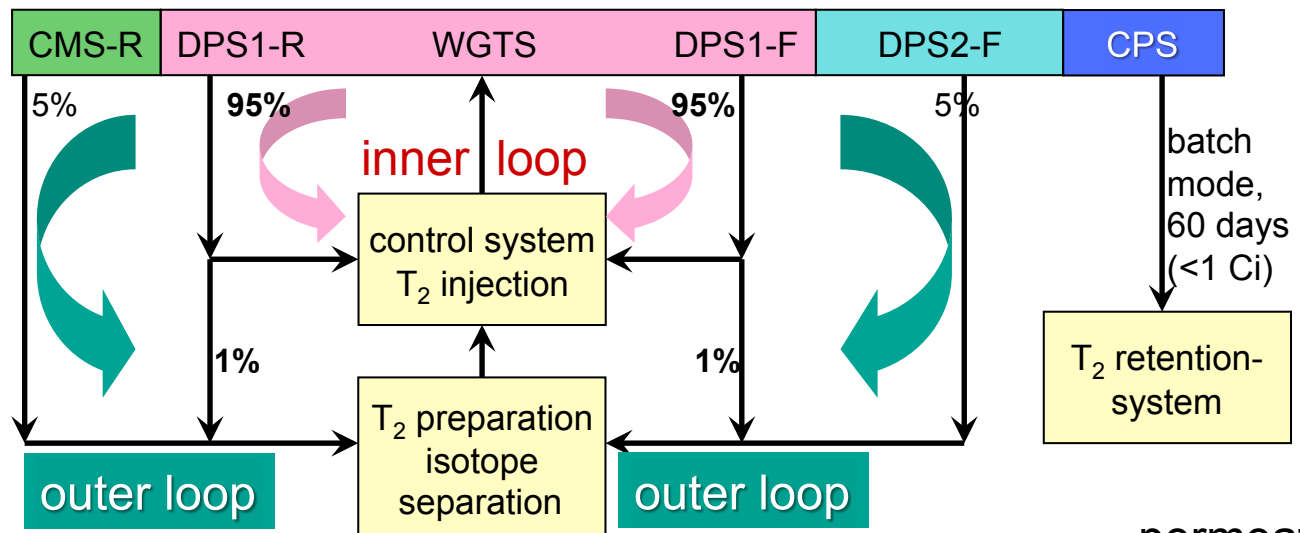 CMS-R DPS1-R WGTS DPS1-F DPS2-F CPS
5% 95% 95% 5%
inner loop
batch
mode,
60 days
(<1 Ci)
control system
T₂ injection
1% 1%
T₂ retention-
system
T₂ preparation
isotope
separation
outer loop outer loop